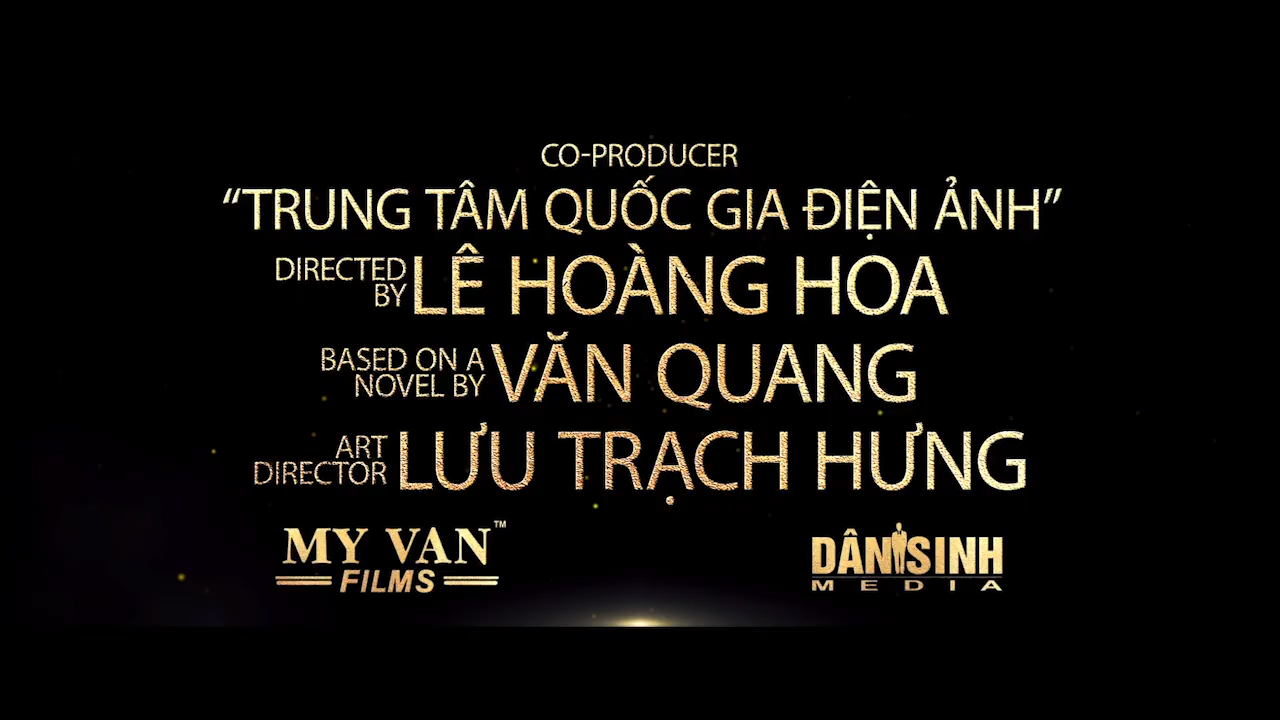 CO-PRODUCER
“TRUNG TÂM QUỐC GIA ĐIỆN ẢNH”
DIRECTED BY LÊ HOÀNG HOA
BASED ON A NOVEL BY VĂN QUANG
ART DIRECTOR LƯU TRẠCH HƯNG
MY VAN™
FILMS
DÂN SINH
MEDIA